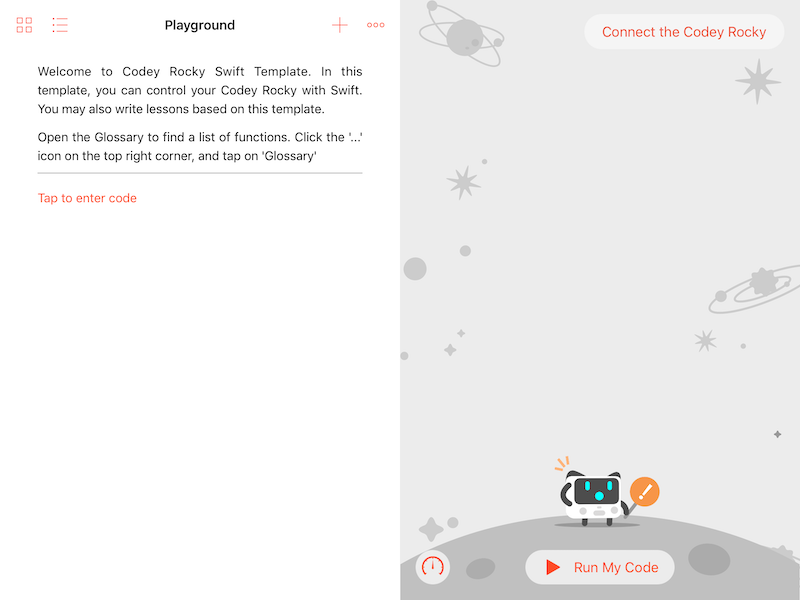 Playground
Welcome to Codey Rocky Swift Template. In this
template, you can control your Codey Rocky with Swift.
You may also write lessons based on this template.
Open the Glossary to find a list of functions. Click the '...'
icon on the top right corner, and tap on 'Glossary'
Tap to enter code
Connect the Codey Rocky
!
Run My Code